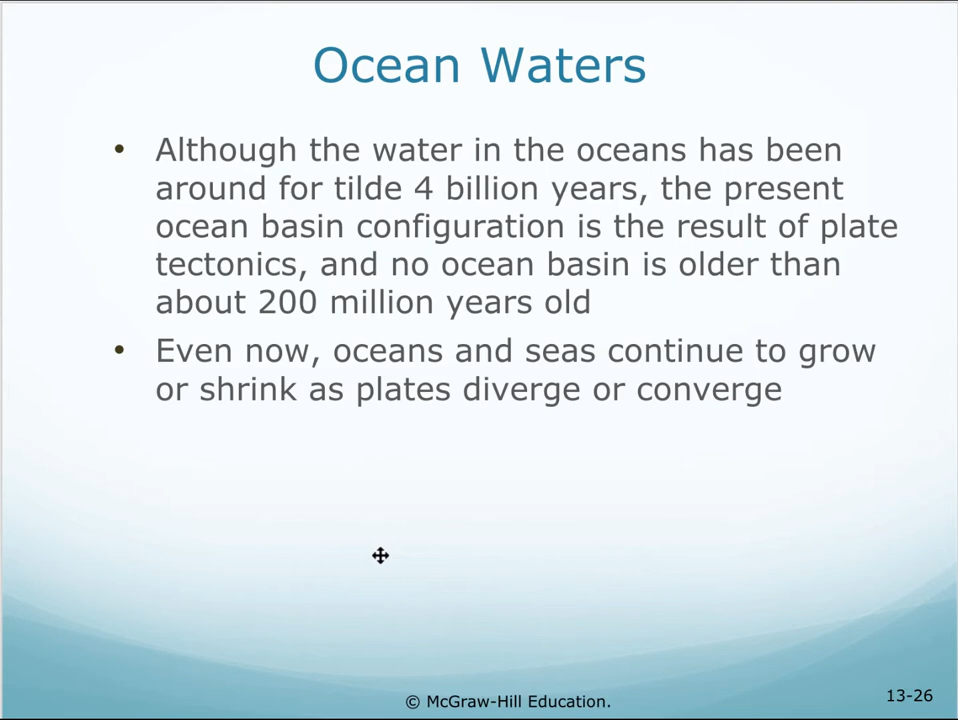 Ocean Waters
• Although the water in the oceans has been
around for tilde 4 billion years, the present
ocean basin configuration is the result of plate
tectonics, and no ocean basin is older than
about 200 million years old
• Even now, oceans and seas continue to grow
or shrink as plates diverge or converge
© McGraw-Hill Education.
13-26